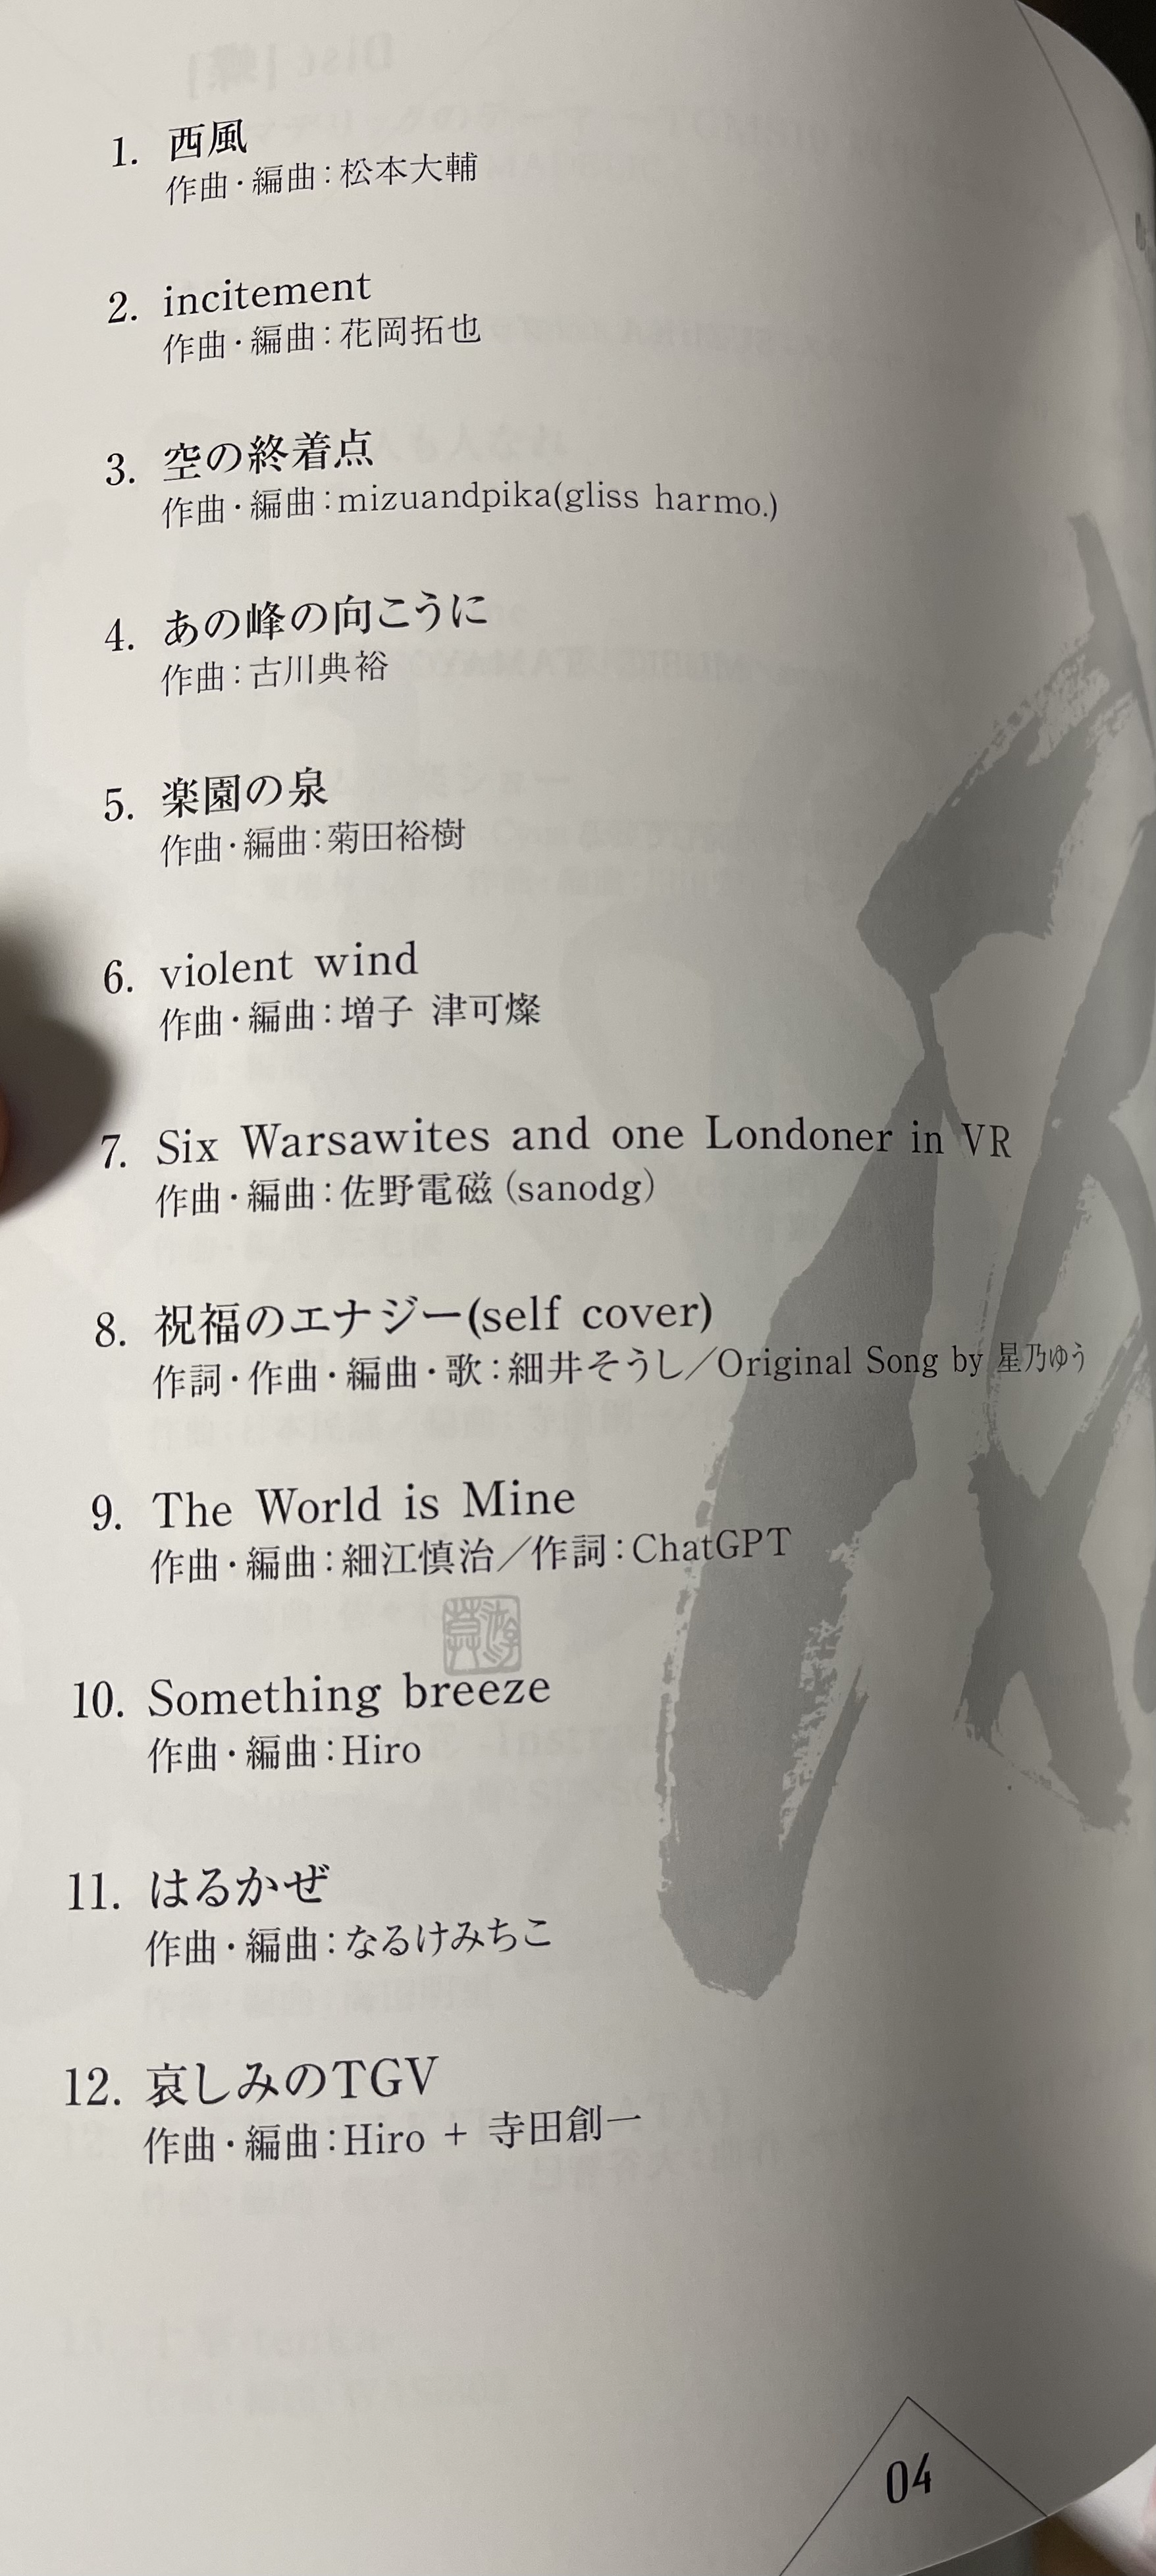 1. 西風
作曲・編曲：松本大輔
2. incitement
作曲・編曲：花岡拓也
3. 空の終着点
作曲・編曲：mizuandpika(gliss harmo.)
4. あの峰の向こうに
作曲：古川典裕
5. 楽園の泉
作曲・編曲：菊田裕樹
6. violent wind
作曲・編曲：増子 津可燦
7. Six Warsawites and one Londoner in VR
作曲・編曲：佐野電磁（sanodg）
8. 祝福のエナジー(self cover)
作詞・作曲・編曲・歌：細井そうし／Original Song by 星乃ゆう
9. The World is Mine
作曲・編曲：細江慎治／作詞：ChatGPT
10. Something breeze
作曲・編曲：Hiro
11. はるかぜ
作曲・編曲：なるけみちこ
12. 哀しみのTGV
作曲・編曲：Hiro + 寺田創一
04